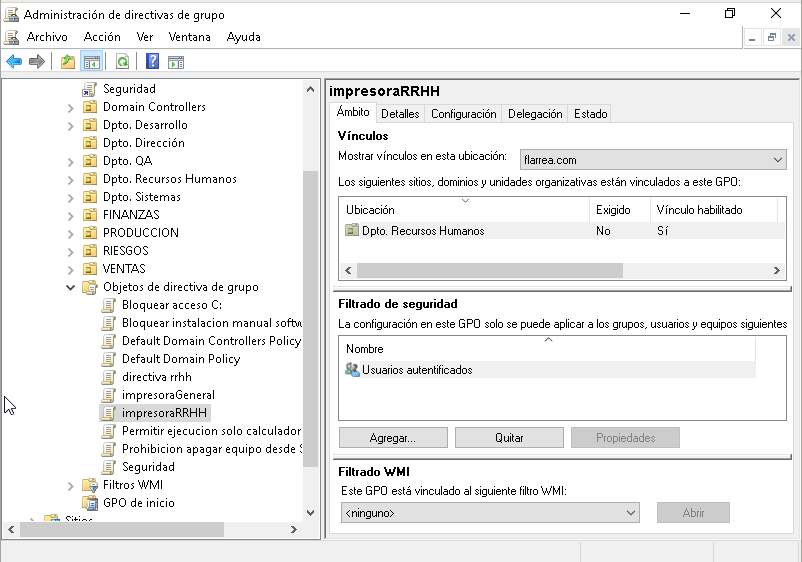 Administración de directivas de grupo
Archivo Acción Ver Ventana Ayuda
Seguridad
Domain Controllers
Dpto. Desarrollo
Dpto. Dirección
Dpto. QA
Dpto. Recursos Humanos
Dpto. Sistemas
FINANZAS
PRODUCCION
RIESGOS
VENTAS
Objetos de directiva de grupo
Bloquear acceso C:
Bloquear instalacion manual softw
Default Domain Controllers Policy
Default Domain Policy
directiva rrhh
impresoraGeneral
impresoraRRHH
Permitir ejecucion solo calculador
Prohibicion apagar equipo desde S
Seguridad
Filtros WMI
GPO de inicio
Sitios
impresoraRRHH
Ámbito Detalles Configuración Delegación Estado
Vínculos
Mostrar vínculos en esta ubicación: flarrea.com
Los siguientes sitios, dominios y unidades organizativas están vinculados a este GPO:
Ubicación Exigido Vínculo habilitado
Dpto. Recursos Humanos No Sí
Filtrado de seguridad
La configuración en este GPO solo se puede aplicar a los grupos, usuarios y equipos siguientes
Nombre
Usuarios autentificados
Agregar... Quitar Propiedades
Filtrado WMI
Este GPO está vinculado al siguiente filtro WMI:
<ninguno> Abrir